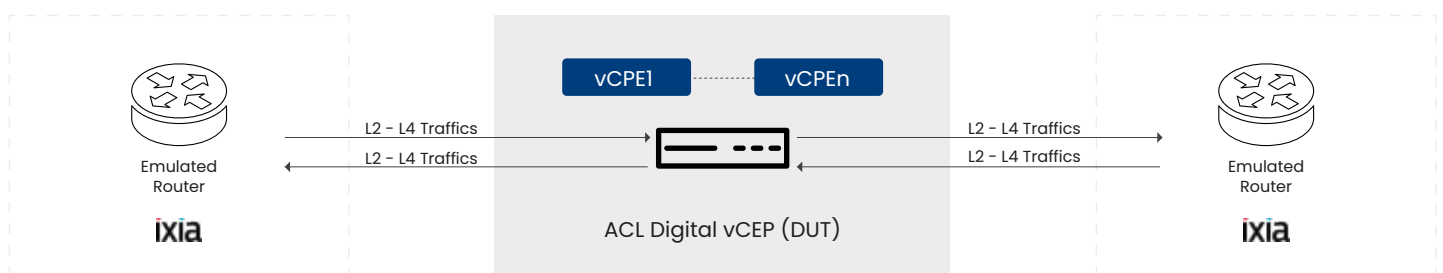 vCPE1
vCPEn
L2 - L4 Traffics
L2 - L4 Traffics
L2 - L4 Traffics
L2 - L4 Traffics
Emulated
Router
ixia
ACL Digital vCEP (DUT)
Emulated
Router
ixia